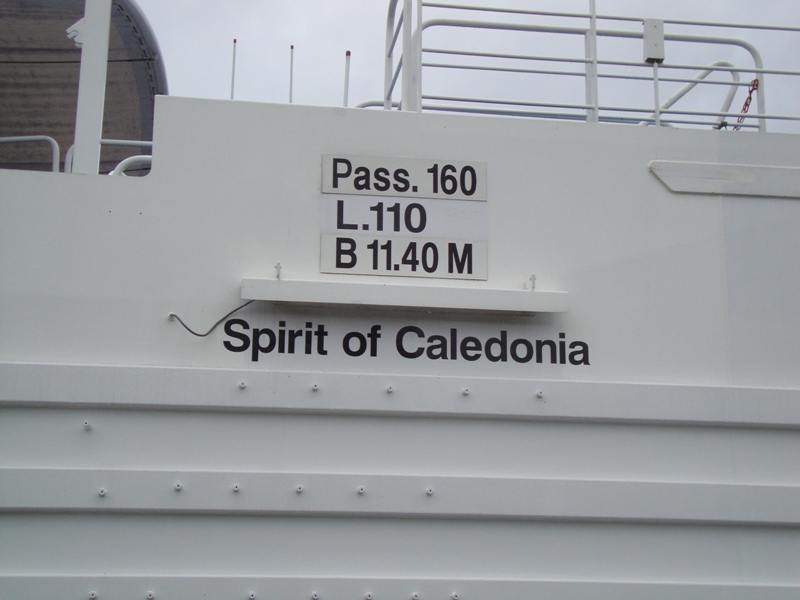 Pass. 160
L.110
B 11.40 M
Spirit of Caledonia